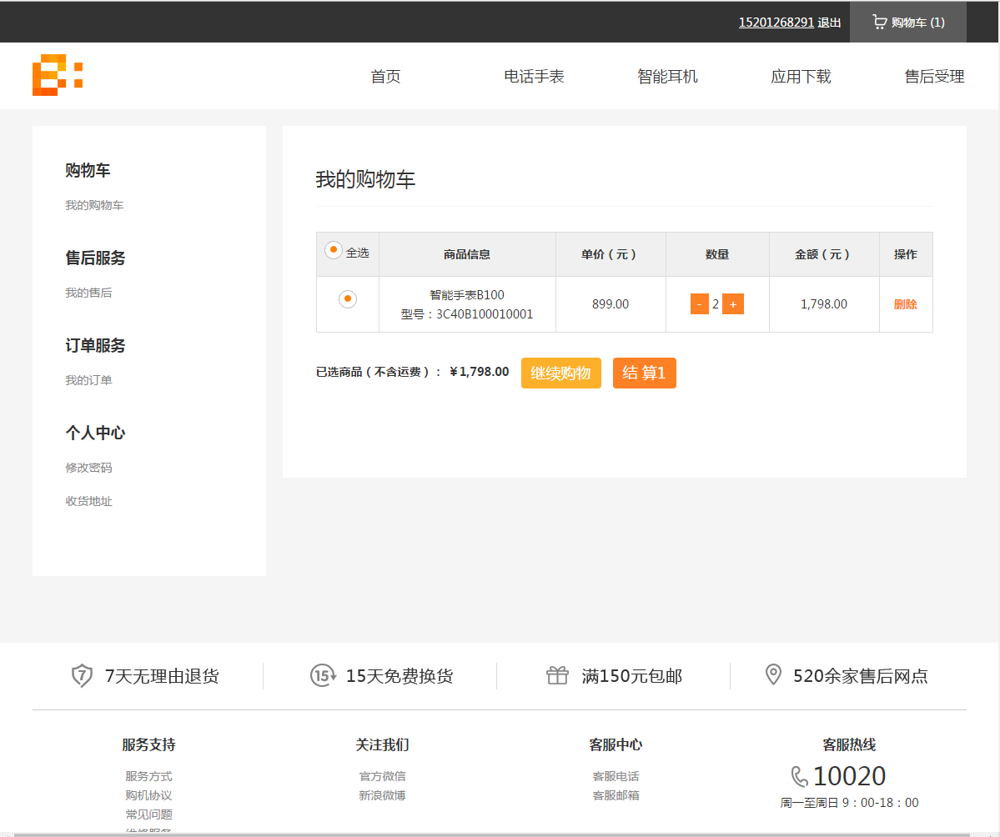 15201268291 退出 购物车 (1)
首页 电话手表 智能耳机 应用下载 售后受理
购物车
我的购物车
售后服务
我的售后
订单服务
我的订单
个人中心
修改密码
收货地址
我的购物车
全选 商品信息 单价（元） 数量 金额（元） 操作
智能手表B100
型号：3C40B100010001
899.00 - 2 + 1,798.00 删除
已选商品（不含运费）： ￥1,798.00 继续购物 结 算1
7 7天无理由退货 15 15天免费换货 满150元包邮 520余家售后网点
服务支持 关注我们 客服中心 客服热线
服务方式 官方微信 客服电话 10020
购机协议 新浪微博 客服邮箱 周一至周日 9：00-18：00
常见问题
维修服务